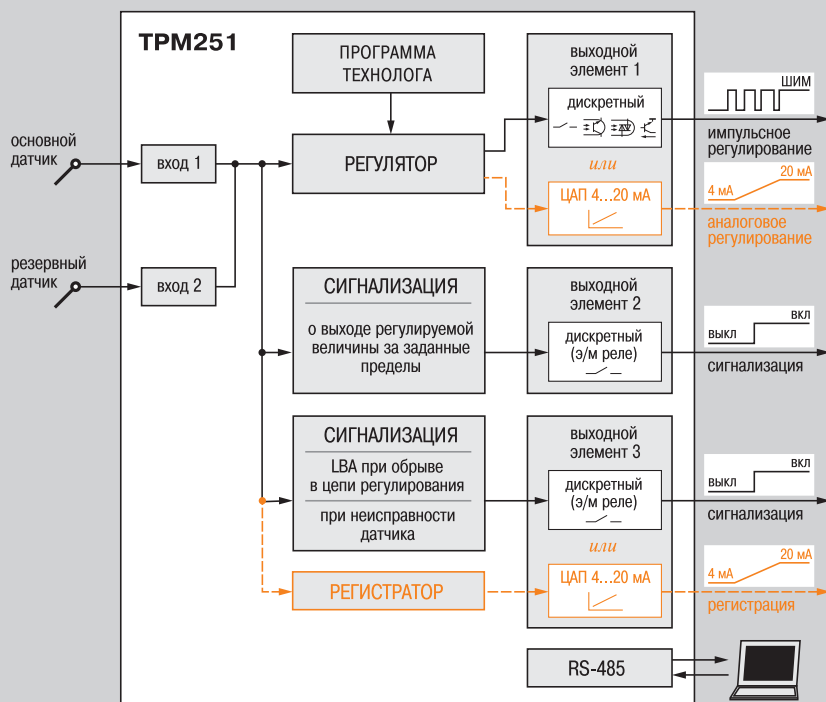 ТРМ251
ПРОГРАММА
ТЕХНОЛОГА
выходной
элемент 1
дискретный
ШИМ
импульсное
регулирование
основной
датчик
вход 1
РЕГУЛЯТОР
или
ЦАП 4...20 мА
4 мА
20 мА
аналоговое
регулирование
резервный
датчик
вход 2
СИГНАЛИЗАЦИЯ
о выходе регулируемой
величины за заданные
пределы
выходной
элемент 2
дискретный
(э/м реле)
выкл
вкл
сигнализация
СИГНАЛИЗАЦИЯ
LBA при обрыве
в цепи регулирования
при неисправности
датчика
выходной
элемент 3
дискретный
(э/м реле)
выкл
вкл
сигнализация
или
РЕГИСТРАТОР
ЦАП 4...20 мА
4 мА
20 мА
регистрация
RS-485